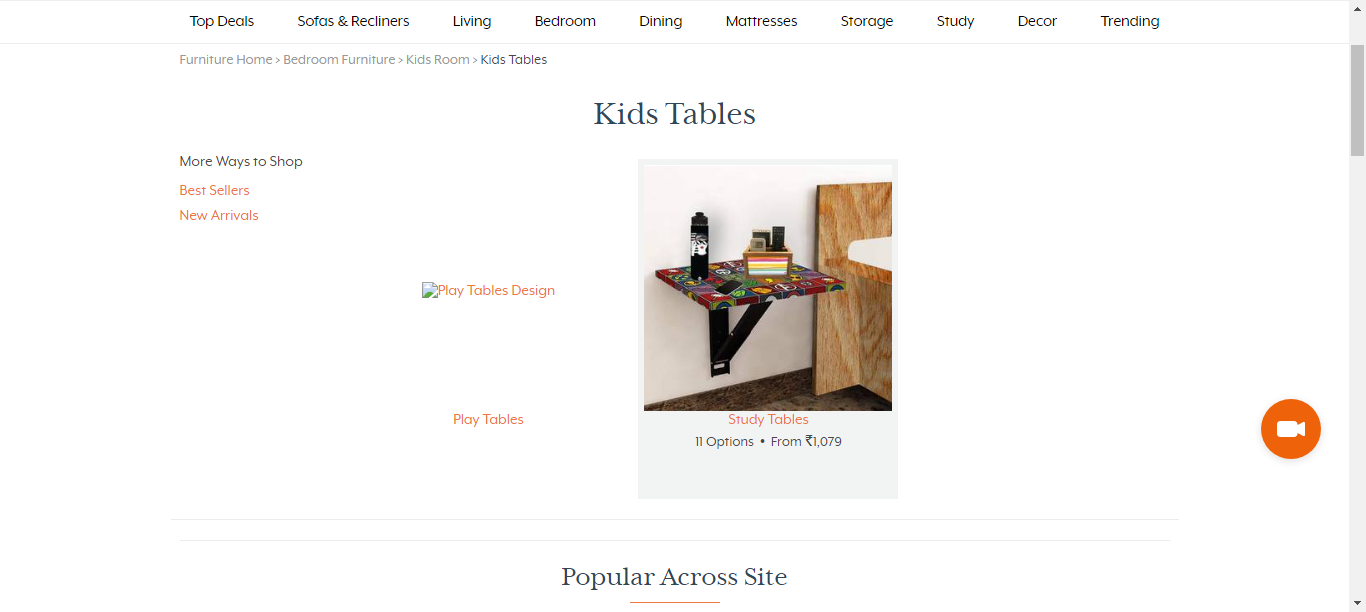 Top Deals Sofas & Recliners Living Bedroom Dining Mattresses Storage Study Decor Trending
Furniture Home > Bedroom Furniture > Kids Room > Kids Tables
Kids Tables
More Ways to Shop
Best Sellers
New Arrivals
Play Tables Design
Play Tables
Study Tables
11 Options • From ₹1,079
Popular Across Site